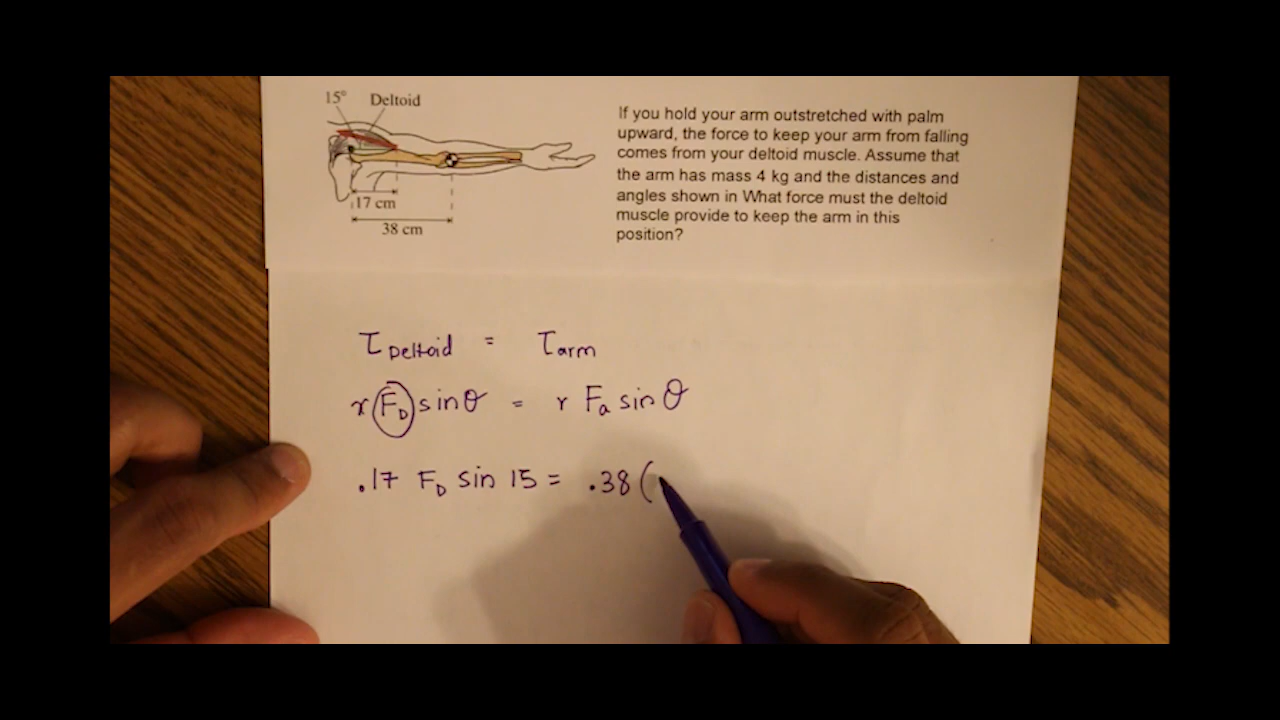 15° Deltoid
17 cm
38 cm
If you hold your arm outstretched with palm
upward, the force to keep your arm from falling
comes from your deltoid muscle. Assume that
the arm has mass 4 kg and the distances and
angles shown in What force must the deltoid
muscle provide to keep the arm in this
position?
τDeltoid = τarm
r FD sinθ = r Fa sin θ
.17 FD sin 15 = .38 (